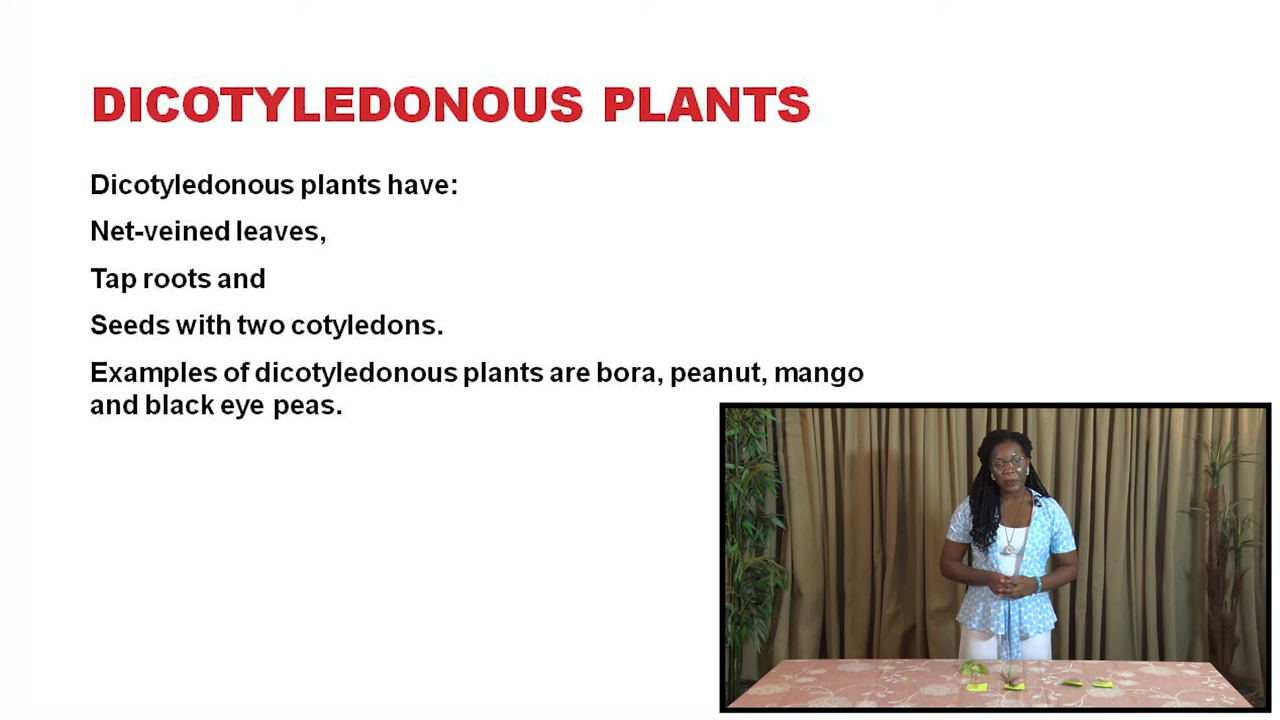 DICOTYLEDONOUS PLANTS
Dicotyledonous plants have:
Net-veined leaves,
Tap roots and
Seeds with two cotyledons.
Examples of dicotyledonous plants are bora, peanut, mango
and black eye peas.